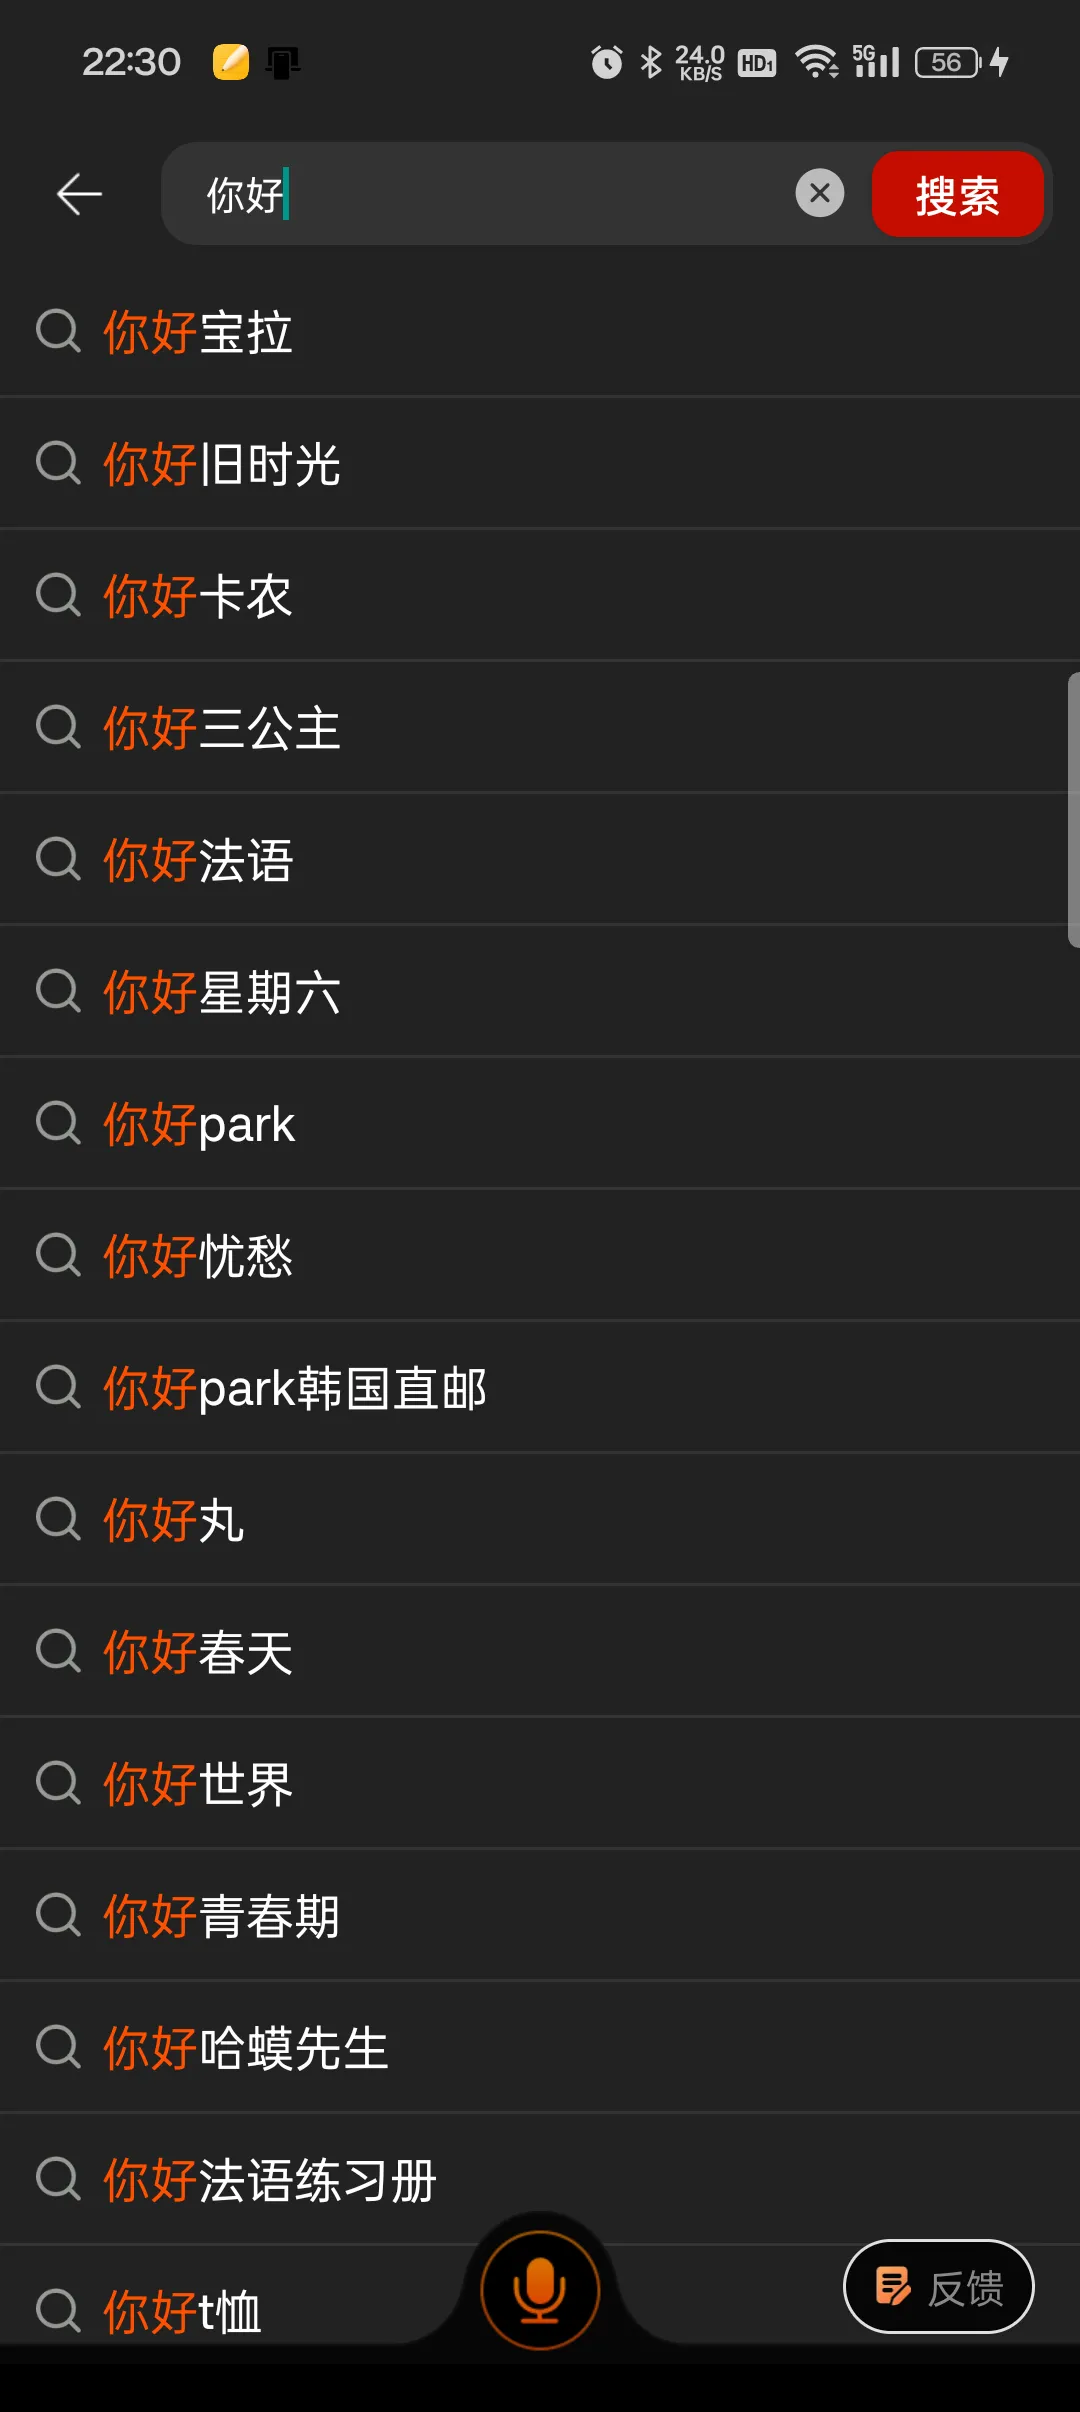 22:30 24.0 KB/S HD1 5G 56
你好 搜索
你好宝拉
你好旧时光
你好卡农
你好三公主
你好法语
你好星期六
你好park
你好忧愁
你好park韩国直邮
你好丸
你好春天
你好世界
你好青春期
你好哈蟆先生
你好法语练习册
你好t恤
反馈